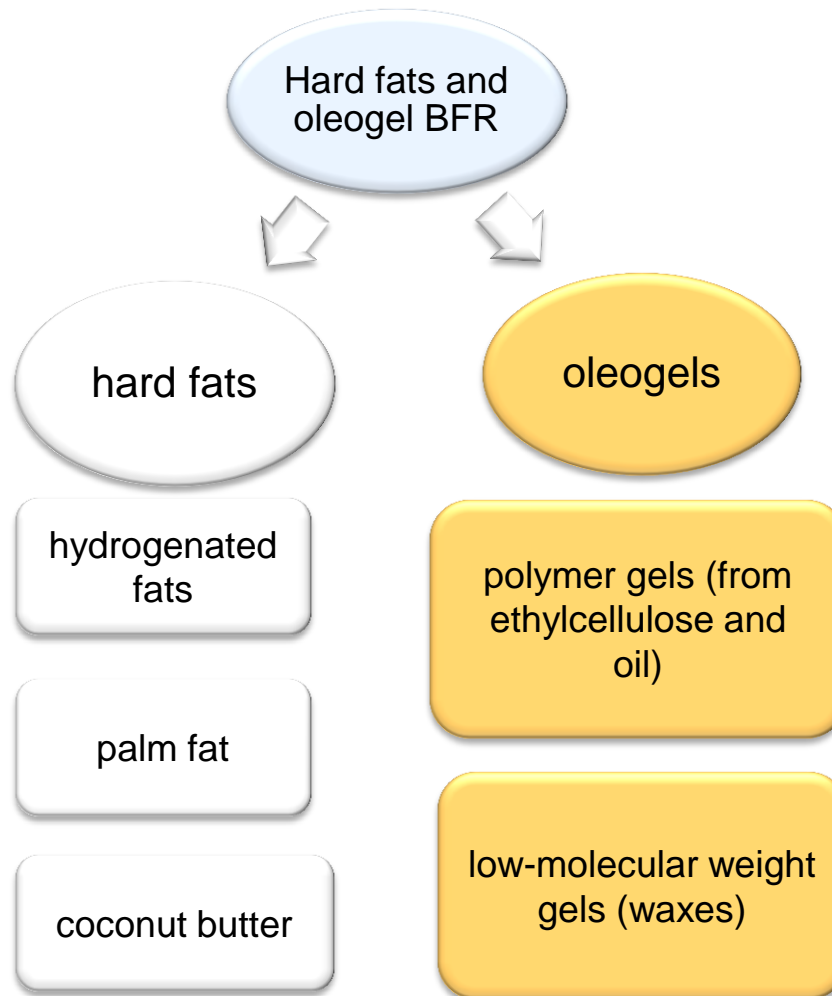 Hard fats and
oleogel BFR
hard fats
oleogels
hydrogenated
fats
polymer gels (from
ethylcellulose and
oil)
palm fat
low-molecular weight
gels (waxes)
coconut butter